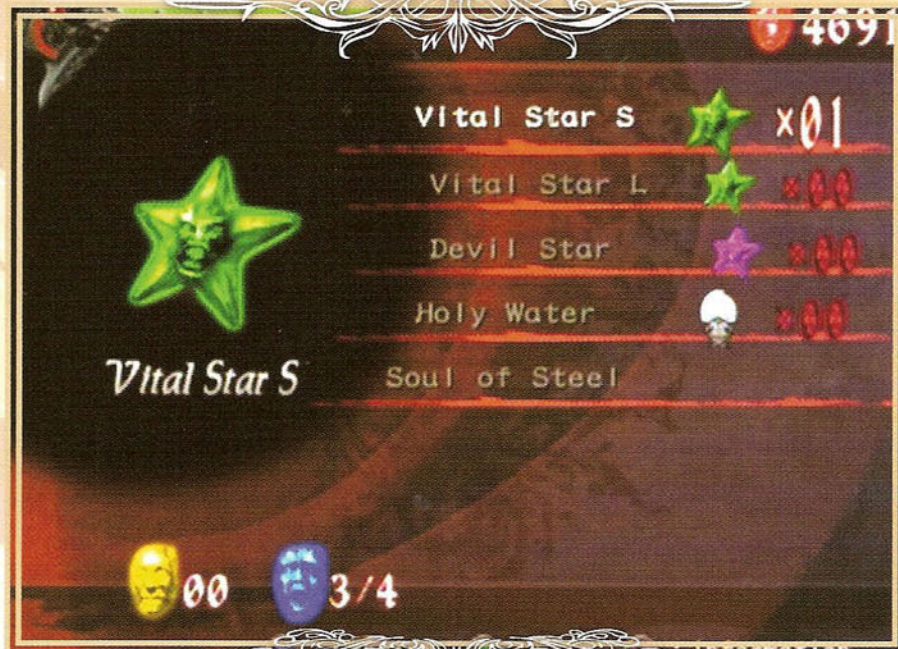 4691
Vital Star S ×01
Vital Star L ×00
Devil Star ×00
Holy Water ×00
Soul of Steel
Vital Star S
00 3/4